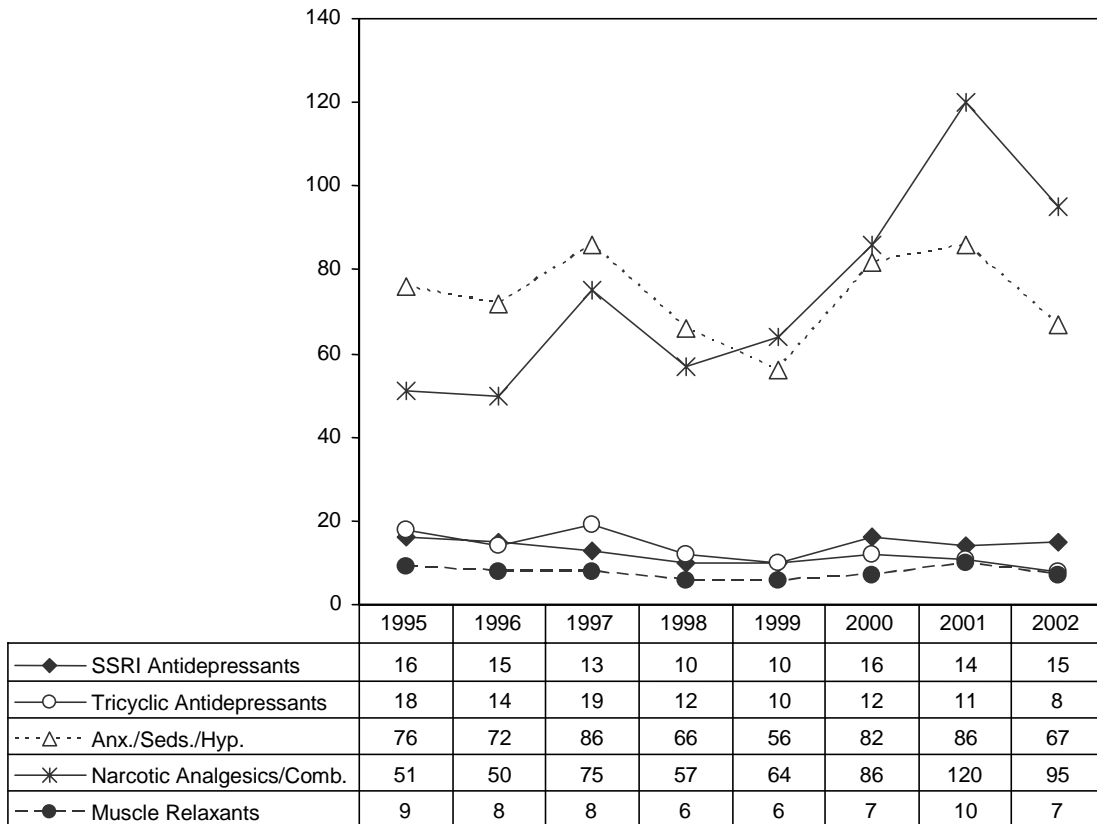 140
120
100
80
60
40
20
0
1995 1996 1997 1998 1999 2000 2001 2002
SSRI Antidepressants 16 15 13 10 10 16 14 15
Tricyclic Antidepressants 18 14 19 12 10 12 11 8
Anx./Seds./Hyp. 76 72 86 66 56 82 86 67
Narcotic Analgesics/Comb. 51 50 75 57 64 86 120 95
Muscle Relaxants 9 8 8 6 6 7 10 7